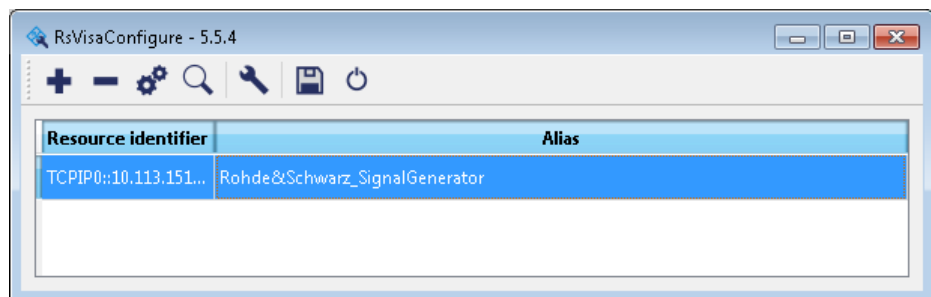 RsVisaConfigure - 5.5.4
Resource identifier Alias
TCPIP0::10.113.151... Rohde&Schwarz_SignalGenerator